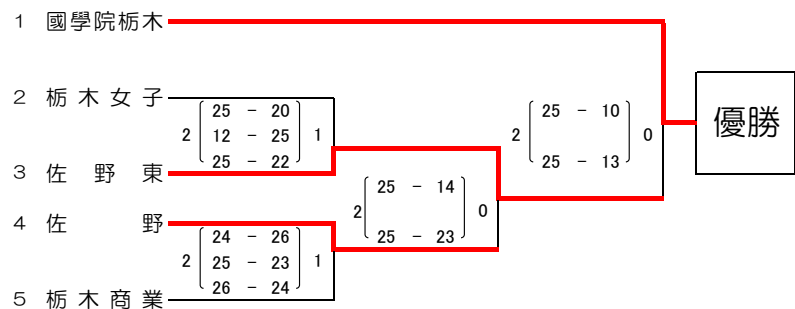 1 國學院栃木
2 栃木女子
25 - 20
2 12 - 25 1
25 - 22
3 佐野東
4 佐野
24 - 26
2 25 - 23 1
26 - 24
5 栃木商業
25 - 14
2 0
25 - 23
25 - 10
2 0
25 - 13
優勝